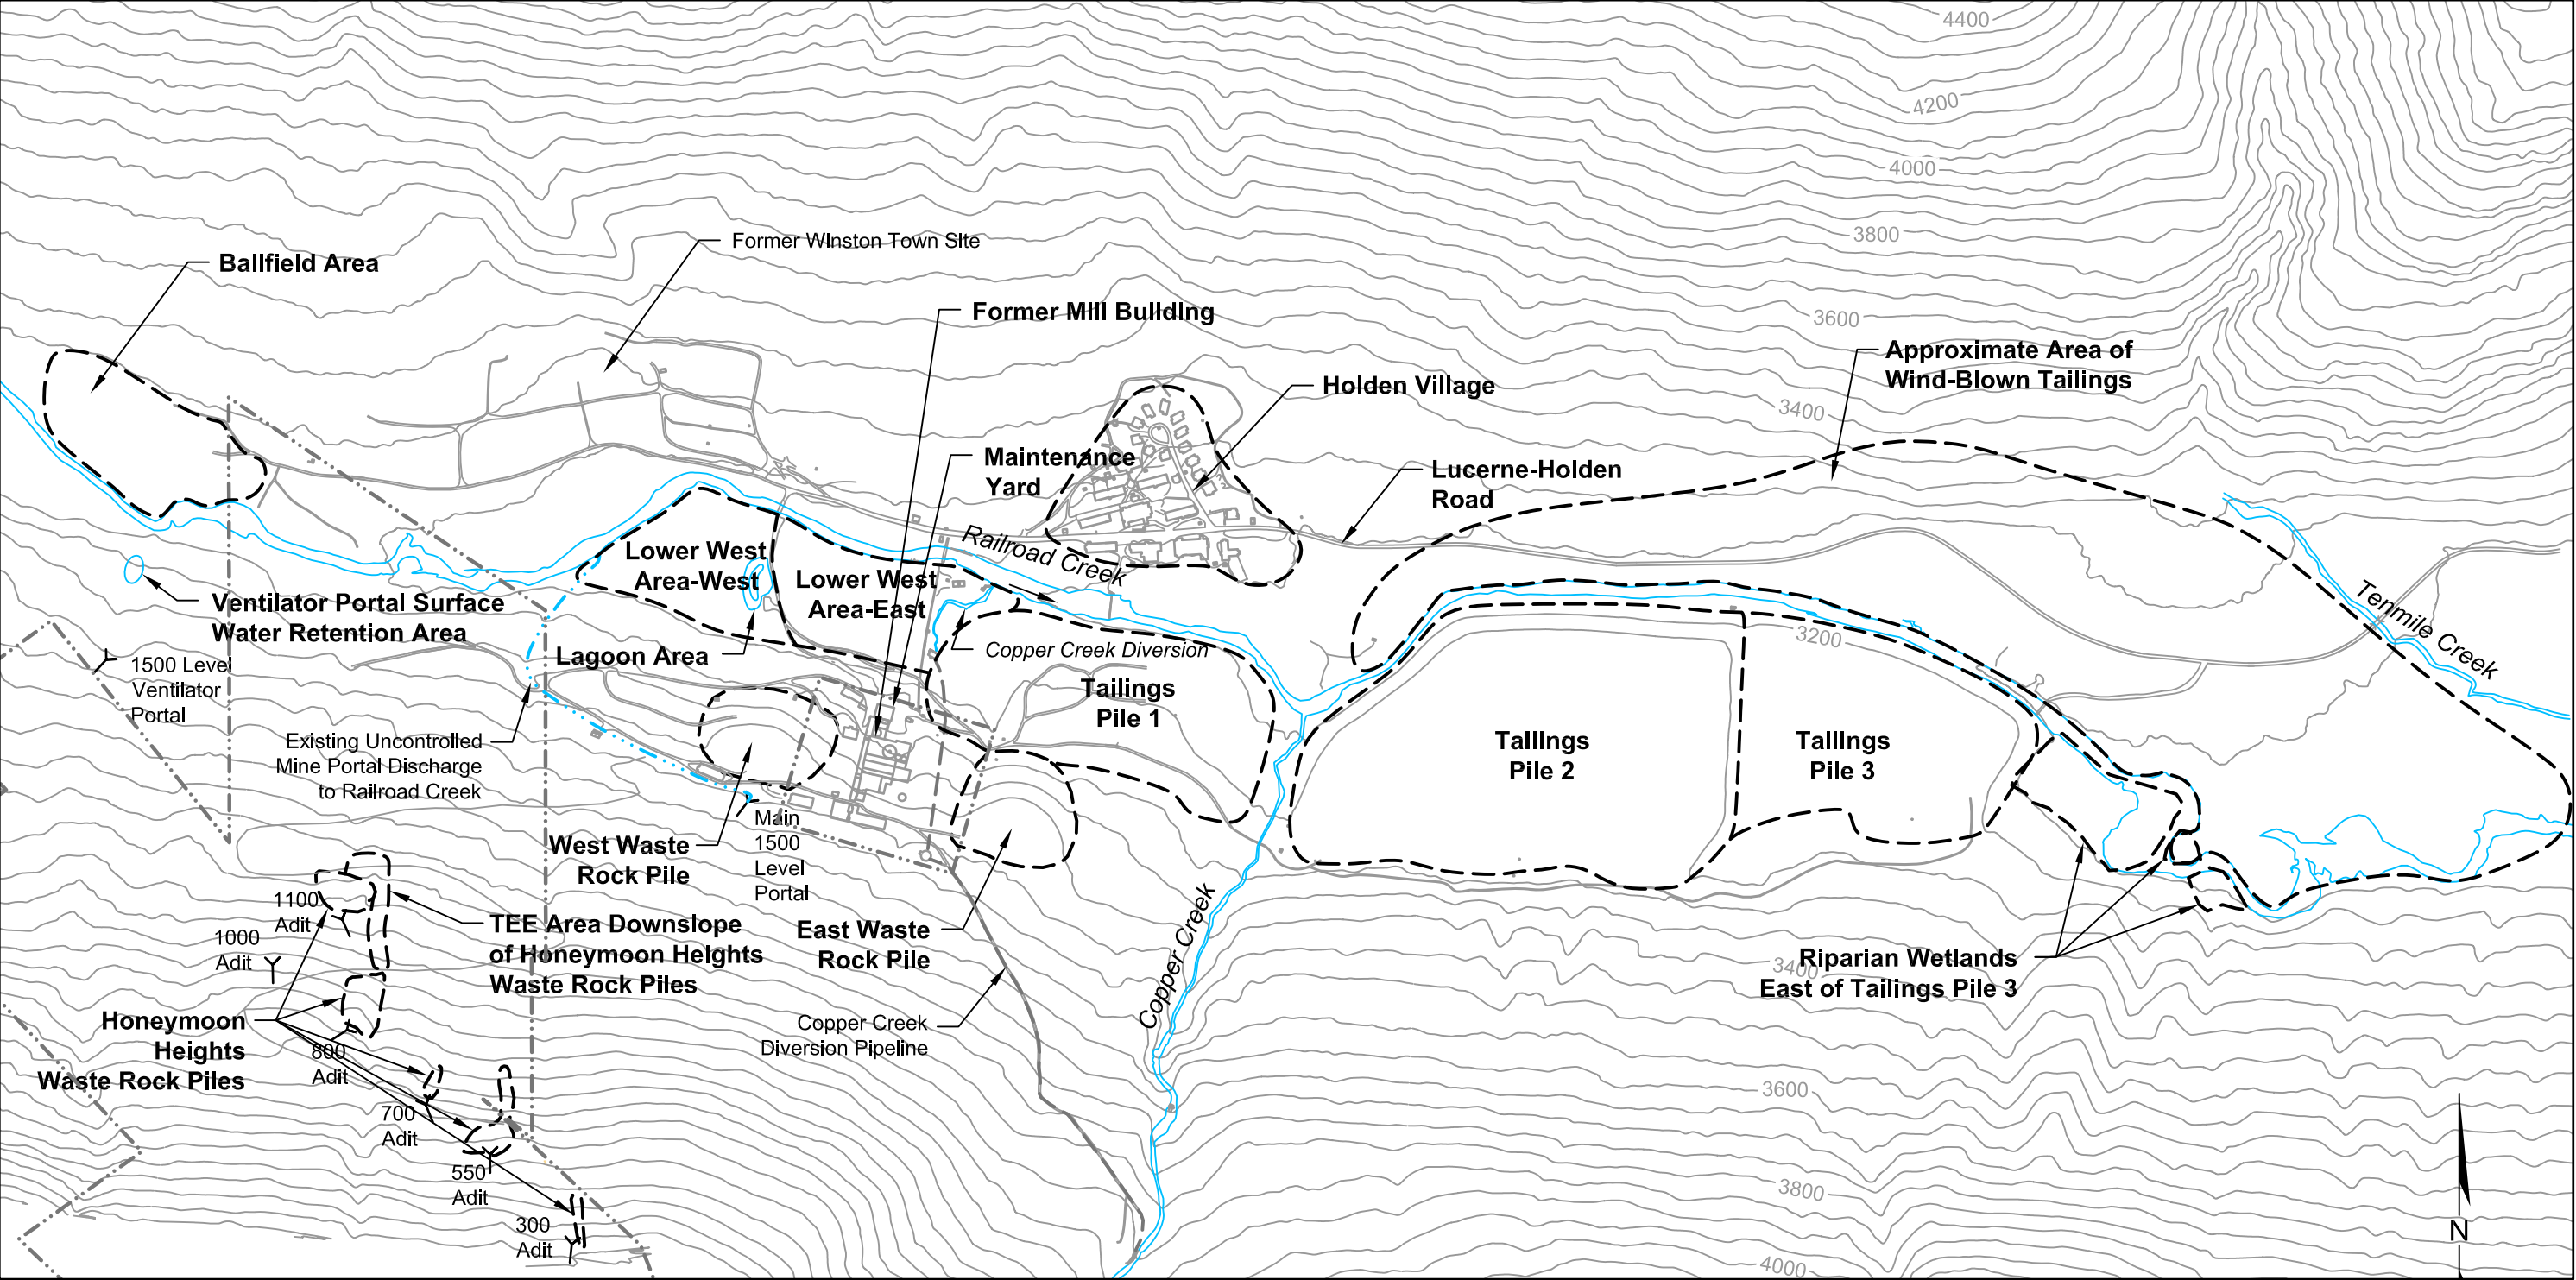 4400
4200
4000
3800
3600
3400
Former Winston Town Site
Ballfield Area
Former Mill Building
Approximate Area of
Wind-Blown Tailings
Holden Village
Maintenance
Yard
Lucerne-Holden
Road
Railroad Creek
Lower West
Area-West
Lower West
Area-East
Ventilator Portal Surface
Water Retention Area
Tenmile Creek
3200
Copper Creek Diversion
Lagoon Area
1500 Level
Ventilator
Portal
Tailings
Pile 1
Existing Uncontrolled
Mine Portal Discharge
to Railroad Creek
Tailings
Pile 2
Tailings
Pile 3
Main
1500
Level
Portal
West Waste
Rock Pile
1100
Adit
1000
Adit
TEE Area Downslope
of Honeymoon Heights
Waste Rock Piles
East Waste
Rock Pile
Copper Creek
3400
Riparian Wetlands
East of Tailings Pile 3
Honeymoon
Heights
Waste Rock Piles
800
Adit
Copper Creek
Diversion Pipeline
700
Adit
3600
550
Adit
3800
300
Adit
N
4000